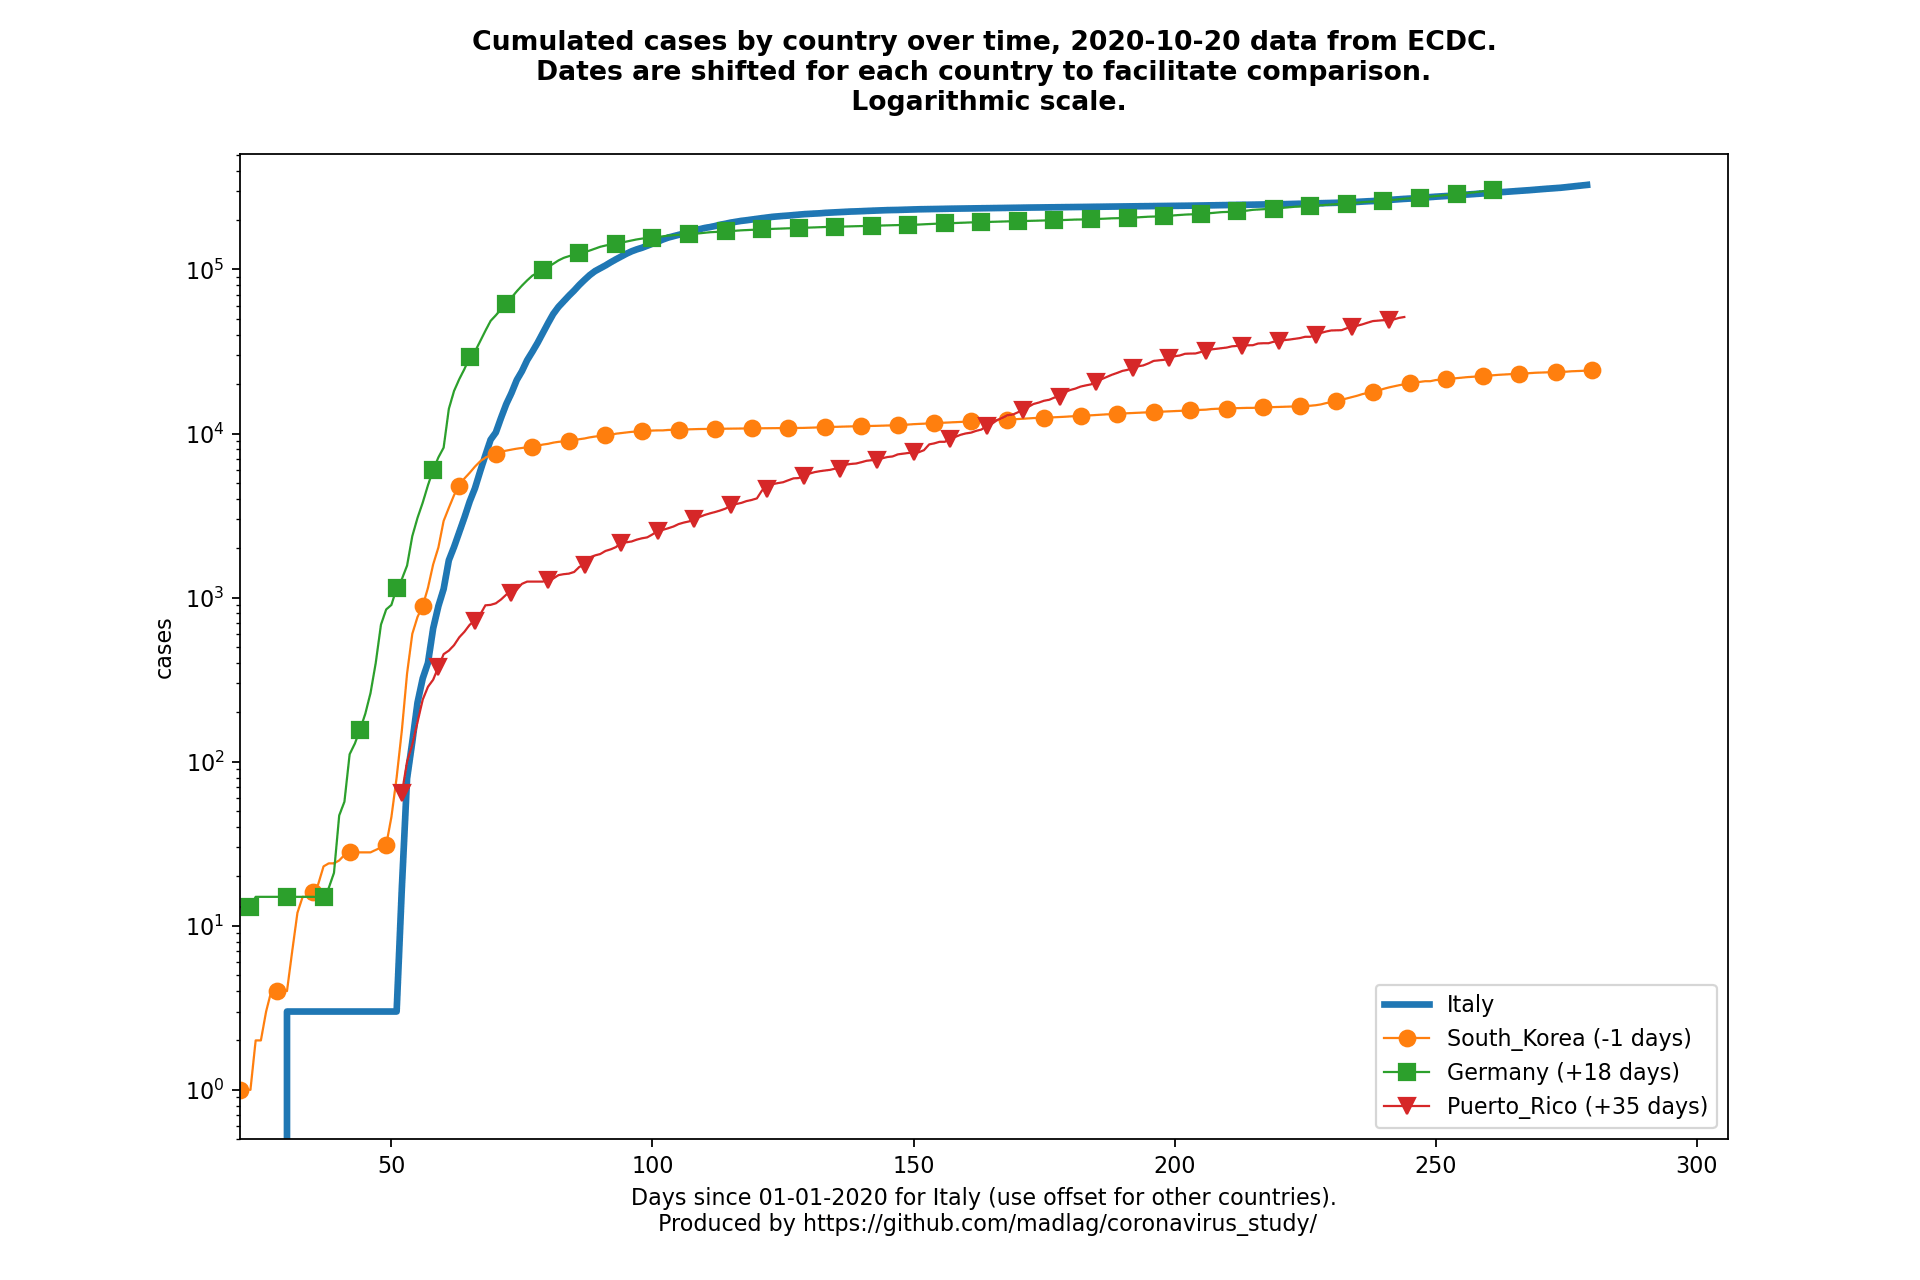 Cumulated cases by country over time, 2020-10-20 data from ECDC.
Dates are shifted for each country to facilitate comparison.
Logarithmic scale.
10^5
10^4
10^3
10^2
10^1
10^0
cases
Italy
South_Korea (-1 days)
Germany (+18 days)
Puerto_Rico (+35 days)
50 100 150 200 250 300
Days since 01-01-2020 for Italy (use offset for other countries).
Produced by https://github.com/madlag/coronavirus_study/